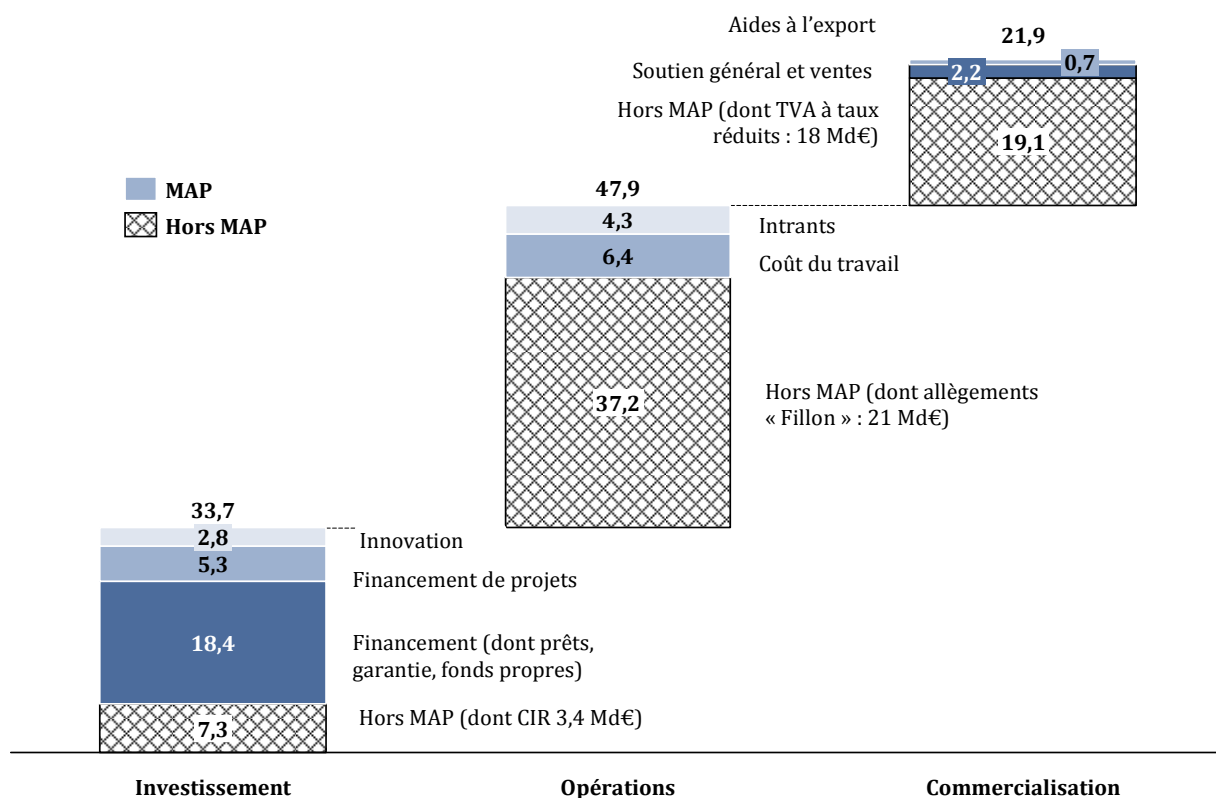 Aides à l’export
21,9
Soutien général et ventes
2,2
0,7
Hors MAP (dont TVA à taux
réduits : 18 Md€)
19,1
MAP
Hors MAP
47,9
4,3
Intrants
6,4
Coût du travail
37,2
Hors MAP (dont allègements
« Fillon » : 21 Md€)
33,7
2,8
Innovation
5,3
Financement de projets
18,4
Financement (dont prêts,
garantie, fonds propres)
7,3
Hors MAP (dont CIR 3,4 Md€)
Investissement
Opérations
Commercialisation